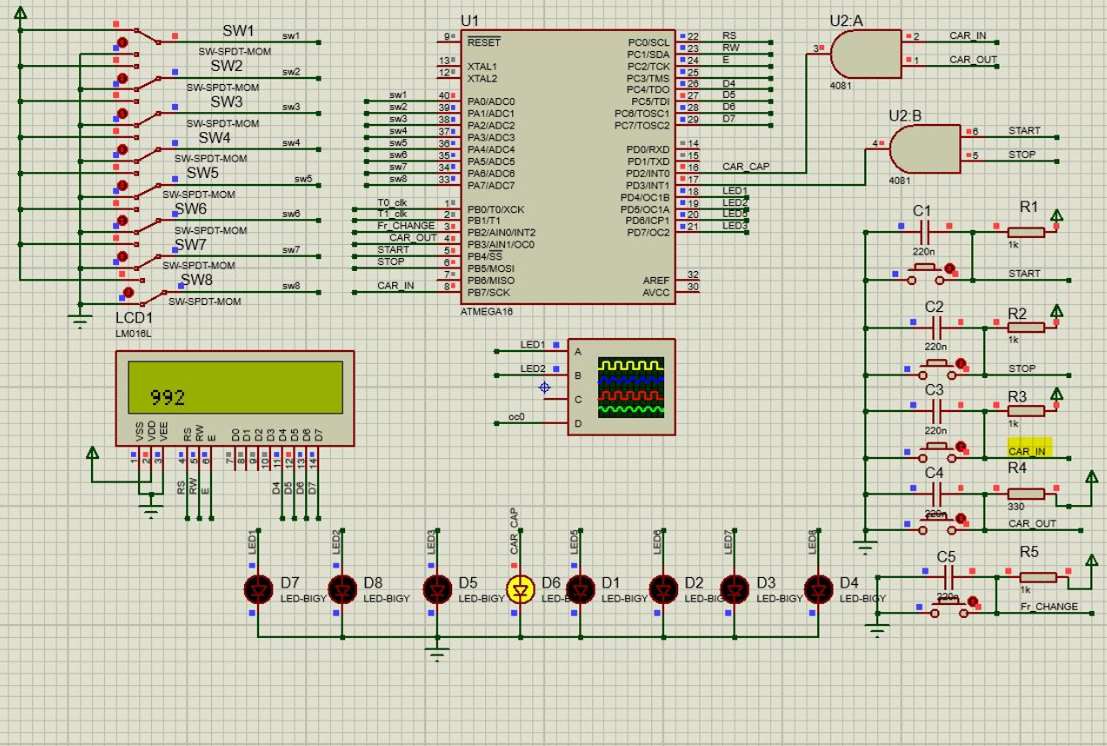 SW1
sw1
SW-SPDT-MOM
SW2
sw2
SW-SPDT-MOM
SW3
sw3
SW-SPDT-MOM
SW4
sw4
SW-SPDT-MOM
SW5
sw5
SW-SPDT-MOM
SW6
sw6
SW-SPDT-MOM
SW7
sw7
SW-SPDT-MOM
SW8
sw8
SW-SPDT-MOM
U1
9 RESET
13 XTAL1
12 XTAL2
sw1 40 PA0/ADC0
sw2 39 PA1/ADC1
sw3 38 PA2/ADC2
sw4 37 PA3/ADC3
sw5 36 PA4/ADC4
sw6 35 PA5/ADC5
sw7 34 PA6/ADC6
sw8 33 PA7/ADC7
T0_clk 1 PB0/T0/XCK
T1_clk 2 PB1/T1
Fr_CHANGE 3 PB2/AIN0/INT2
CAR_OUT 4 PB3/AIN1/OC0
START 5 PB4/SS
STOP 6 PB5/MOSI
7 PB6/MISO
CAR_IN 8 PB7/SCK
PC0/SCL 22 RS
PC1/SDA 23 RW
PC2/TCK 24 E
PC3/TMS 25
PC4/TDO 26 D4
PC5/TDI 27 D5
PC6/TOSC1 28 D6
PC7/TOSC2 29 D7
PD0/RXD 14
PD1/TXD 15
PD2/INT0 16 CAR_CAP
PD3/INT1 17
PD4/OC1B 18 LED1
PD5/OC1A 19 LED2
PD6/ICP1 20 LED5
PD7/OC2 21 LED3
AREF 32
AVCC 30
ATMEGA16
U2:A
3
2 CAR_IN
1 CAR_OUT
4081
U2:B
4
6 START
5 STOP
4081
C1
220n
R1
1k
START
C2
220n
R2
1k
STOP
C3
220n
R3
1k
CAR_IN
C4
220n
R4
330
CAR_OUT
C5
220n
R5
1k
Fr_CHANGE
LCD1
LM016L
992
VSS VDD VEE RS RW E D0 D1 D2 D3 D4 D5 D6 D7
1 2 3 4 5 6 7 8 9 10 11 12 13 14
RS RW E D4 D5 D6 D7
LED1 A
LED2 B
C
oc0 D
LED1 LED2 LED3 CAR_CAP LED5 LED6 LED7 LED8
D7 D8 D5 D6 D1 D2 D3 D4
LED-BIGY LED-BIGY LED-BIGY LED-BIGY LED-BIGY LED-BIGY LED-BIGY LED-BIGY